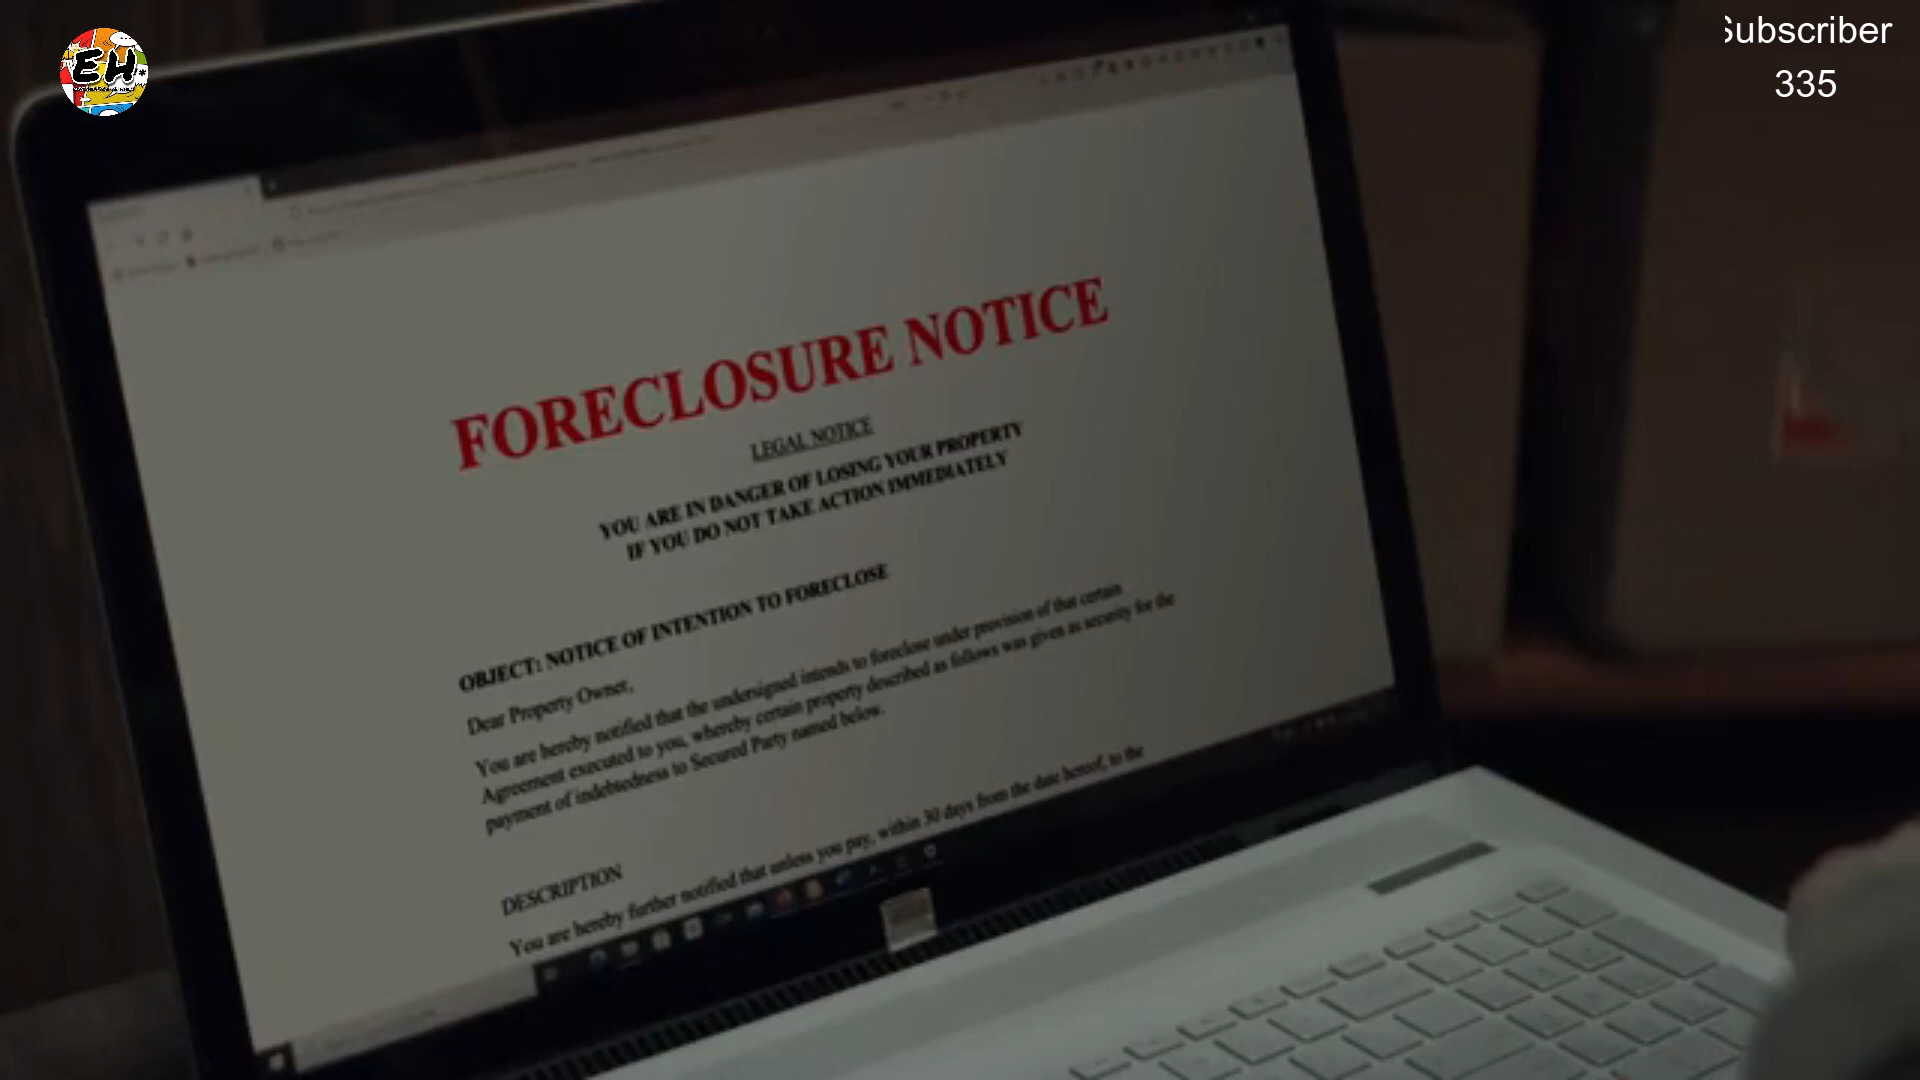 EH
Subscriber
335
FORECLOSURE NOTICE
LEGAL NOTICE
YOU ARE IN DANGER OF LOSING YOUR PROPERTY
IF YOU DO NOT TAKE ACTION IMMEDIATELY
OBJECT: NOTICE OF INTENTION TO FORECLOSE
Dear Property Owner,
You are hereby notified that the undersigned intends to foreclose under provision of that certain
Agreement executed to you, whereby certain property described as follows was given as security for the
payment of indebtedness to Secured Party named below.
DESCRIPTION
You are hereby further notified that unless you pay, within 30 days from the date hereof, to the